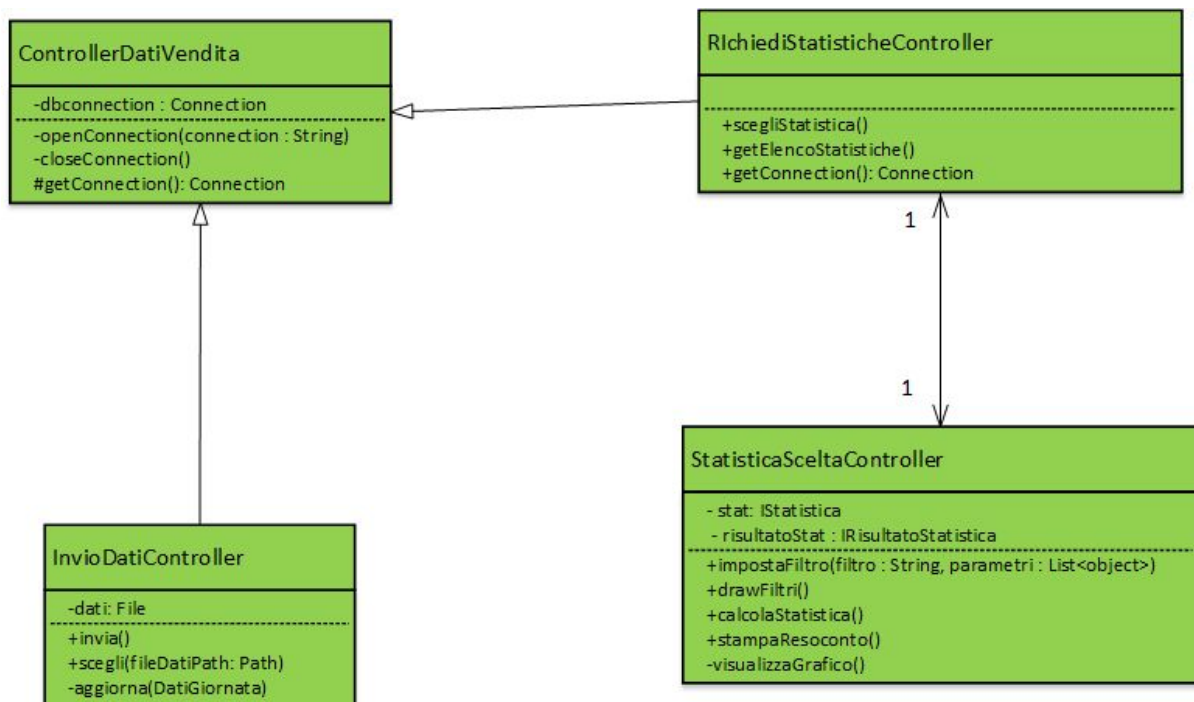 ControllerDatiVendita
-dbconnection : Connection
-openConnection(connection : String)
-closeConnection()
#getConnection(): Connection
RIchiediStatisticheController
+scegliStatistica()
+getElencoStatistiche()
+getConnection(): Connection
1
1
StatisticaSceltaController
- stat: IStatistica
- risultatoStat : IRisultatoStatistica
+impostaFiltro(filtro : String, parametri : List<object>)
+drawFiltri()
+calcolaStatistica()
+stampaResoconto()
-visualizzaGrafico()
InvioDatiController
-dati: File
+invia()
+scegli(fileDatiPath: Path)
-aggiorna(DatiGiornata)